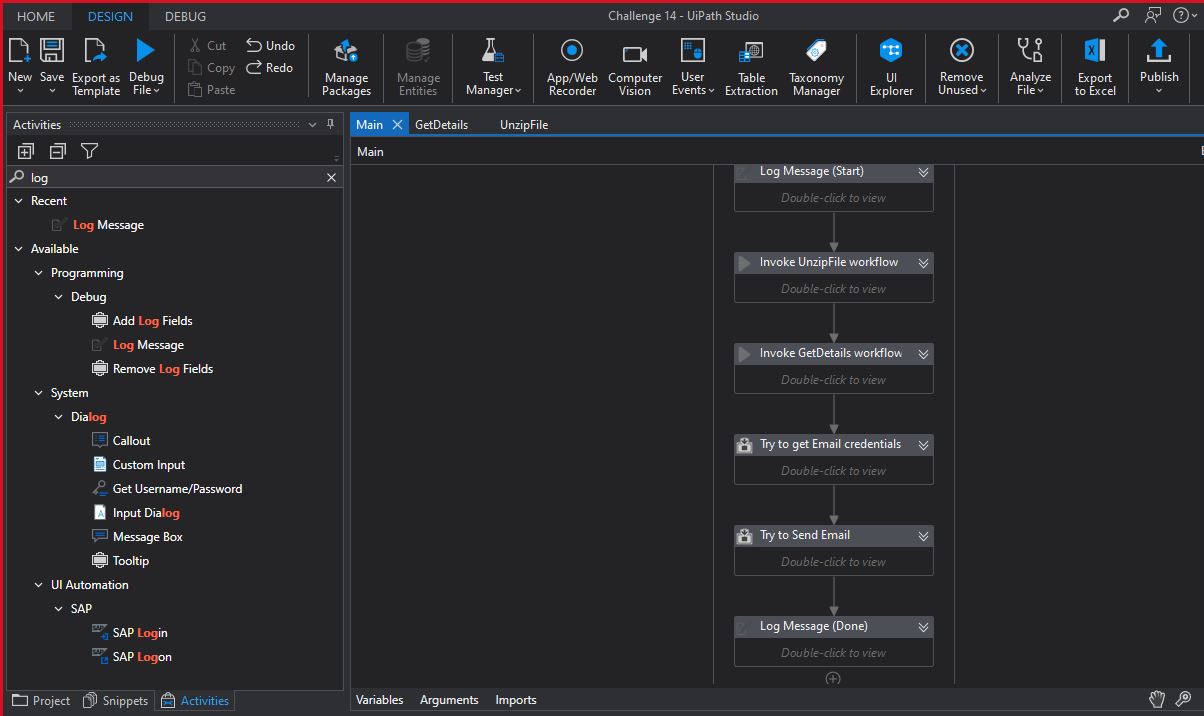 HOME DESIGN DEBUG Challenge 14 - UiPath Studio
New Save Export as Template Debug File
Cut
Copy
Paste
Undo
Redo
Manage Packages
Manage Entities
Test Manager
App/Web Recorder
Computer Vision
User Events
Table Extraction
Taxonomy Manager
UI Explorer
Remove Unused
Analyze File
Export to Excel
Publish
Activities
log
Recent
Log Message
Available
Programming
Debug
Add Log Fields
Log Message
Remove Log Fields
System
Dialog
Callout
Custom Input
Get Username/Password
Input Dialog
Message Box
Tooltip
UI Automation
SAP
SAP Login
SAP Logon
Project Snippets Activities
Main GetDetails UnzipFile
Main
Log Message (Start)
Double-click to view
Invoke UnzipFile workflow
Double-click to view
Invoke GetDetails workflow
Double-click to view
Try to get Email credentials
Double-click to view
Try to Send Email
Double-click to view
Log Message (Done)
Double-click to view
Variables Arguments Imports